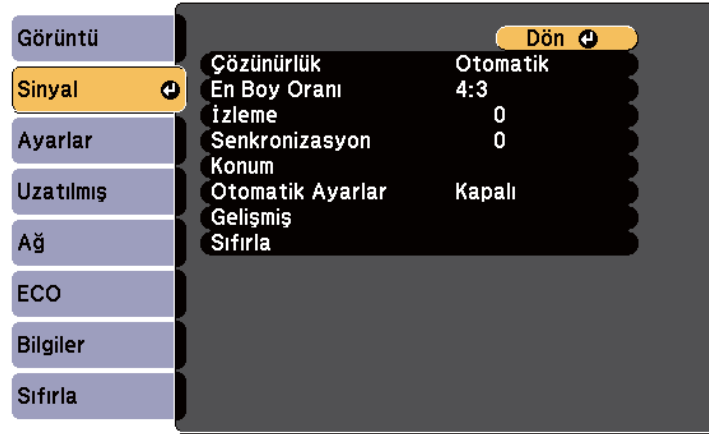 Görüntü
Sinyal
Ayarlar
Uzatılmış
Ağ
ECO
Bilgiler
Sıfırla
Dön
Çözünürlük Otomatik
En Boy Oranı 4:3
İzleme 0
Senkronizasyon 0
Konum
Otomatik Ayarlar Kapalı
Gelişmiş
Sıfırla